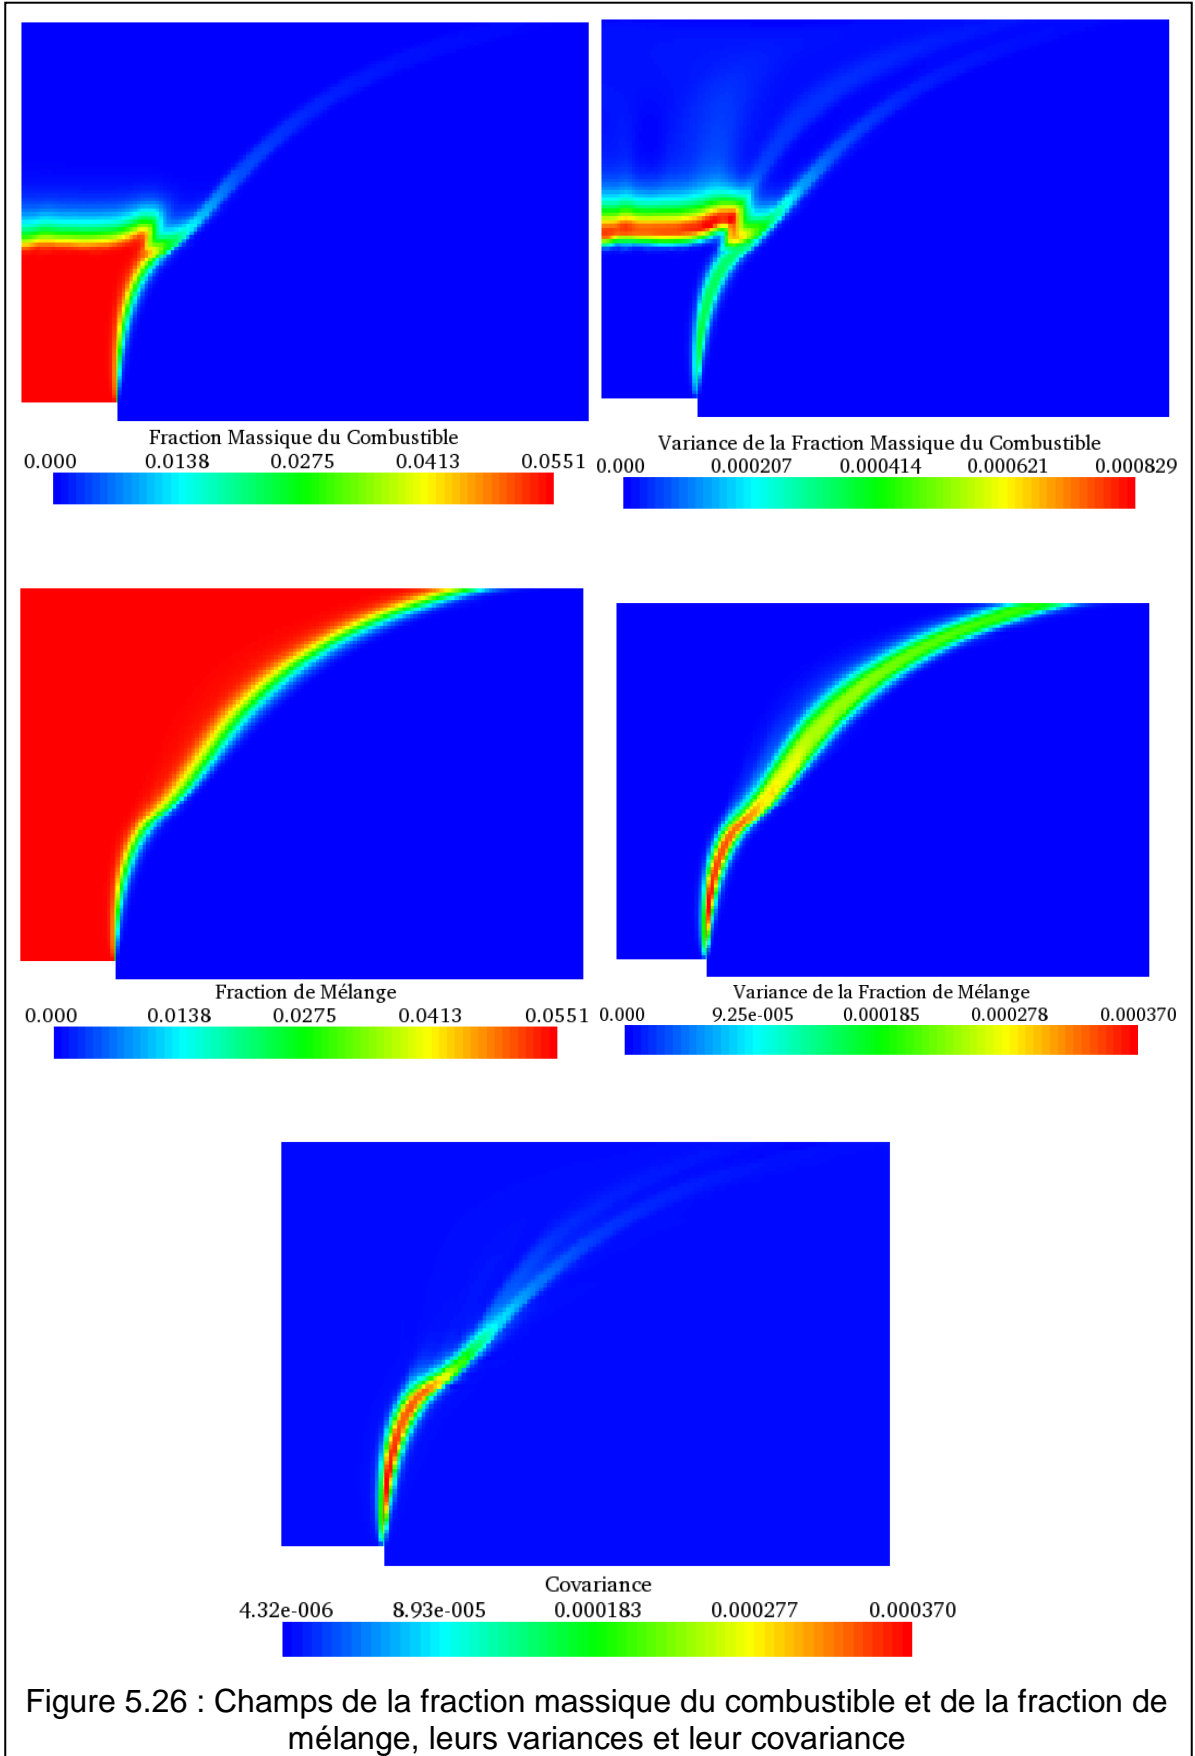 Fraction Massique du Combustible
0.000 0.0138 0.0275 0.0413 0.0551
Variance de la Fraction Massique du Combustible
0.000 0.000207 0.000414 0.000621 0.000829
Fraction de Mélange
0.000 0.0138 0.0275 0.0413 0.0551
Variance de la Fraction de Mélange
0.000 9.25e-005 0.000185 0.000278 0.000370
Covariance
4.32e-006 8.93e-005 0.000183 0.000277 0.000370
Figure 5.26 : Champs de la fraction massique du combustible et de la fraction de
mélange, leurs variances et leur covariance